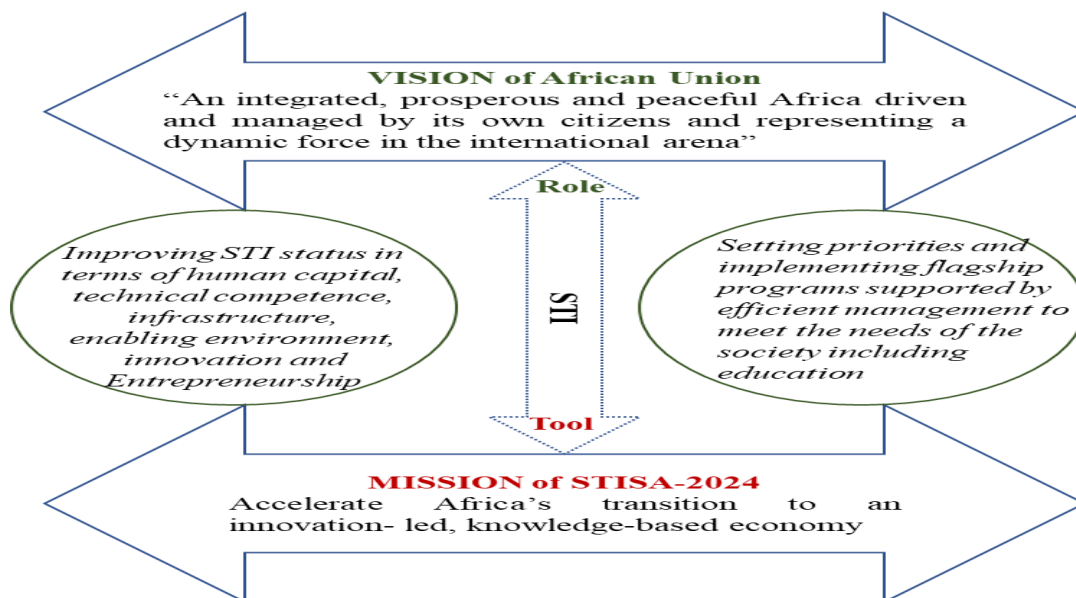 VISION of African Union
“An integrated, prosperous and peaceful Africa driven
and managed by its own citizens and representing a
dynamic force in the international arena”
Role
Improving STI status in
terms of human capital,
technical competence,
infrastructure,
enabling environment,
innovation and
Entrepreneurship
STI
Setting priorities and
implementing flagship
programs supported by
efficient management to
meet the needs of the
society including
education
Tool
MISSION of STISA-2024
Accelerate Africa’s transition to an
innovation- led, knowledge-based economy